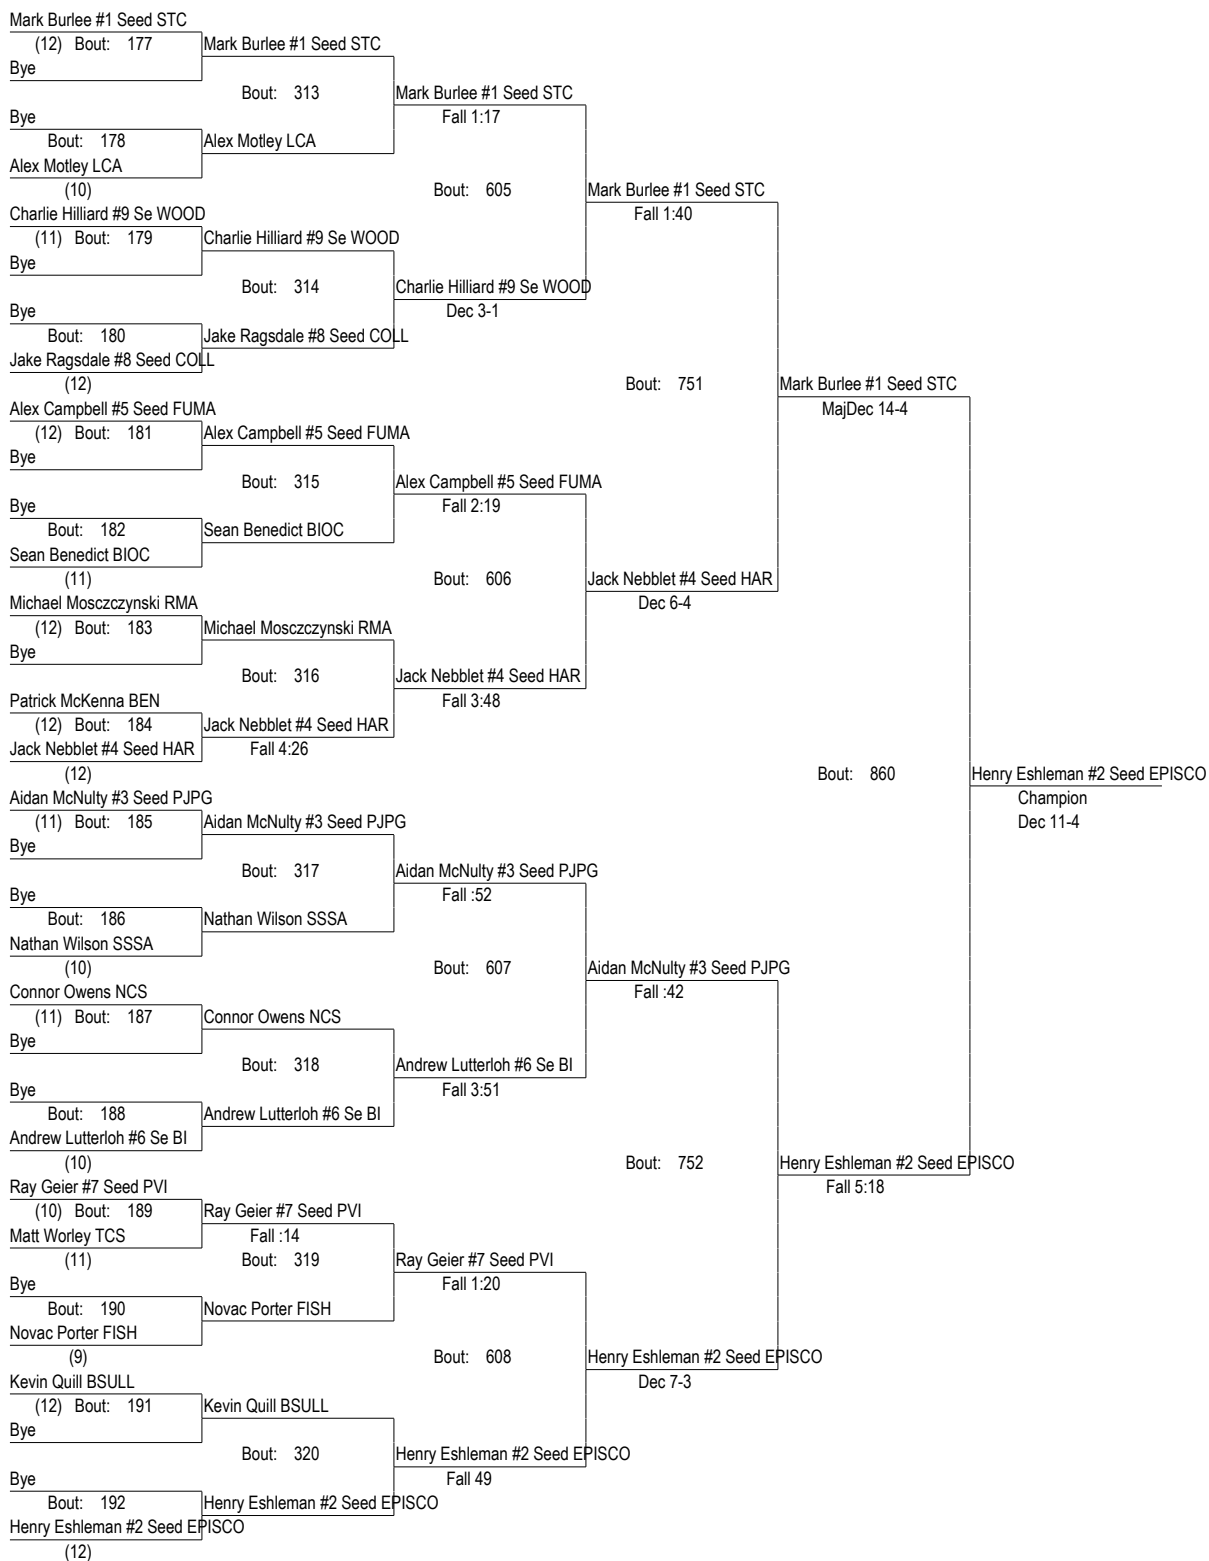 Mark Burlee #1 Seed STC
(12) Bout: 177 Mark Burlee #1 Seed STC
Bye
Bout: 313 Mark Burlee #1 Seed STC
Bye Fall 1:17
Bout: 178 Alex Motley LCA
Alex Motley LCA
(10) Bout: 605 Mark Burlee #1 Seed STC
Charlie Hilliard #9 Se WOOD Fall 1:40
(11) Bout: 179 Charlie Hilliard #9 Se WOOD
Bye
Bout: 314 Charlie Hilliard #9 Se WOOD
Bye Dec 3-1
Bout: 180 Jake Ragsdale #8 Seed COLL
Jake Ragsdale #8 Seed COLL
(12) Bout: 751 Mark Burlee #1 Seed STC
Alex Campbell #5 Seed FUMA MajDec 14-4
(12) Bout: 181 Alex Campbell #5 Seed FUMA
Bye
Bout: 315 Alex Campbell #5 Seed FUMA
Bye Fall 2:19
Bout: 182 Sean Benedict BIOC
Sean Benedict BIOC
(11) Bout: 606 Jack Nebblet #4 Seed HAR
Michael Mosczczynski RMA Dec 6-4
(12) Bout: 183 Michael Mosczczynski RMA
Bye
Bout: 316 Jack Nebblet #4 Seed HAR
Patrick McKenna BEN Fall 3:48
(12) Bout: 184 Jack Nebblet #4 Seed HAR
Jack Nebblet #4 Seed HAR Fall 4:26
(12) Bout: 860 Henry Eshleman #2 Seed EPISCO
Aidan McNulty #3 Seed PJPG Champion
(11) Bout: 185 Aidan McNulty #3 Seed PJPG Dec 11-4
Bye
Bout: 317 Aidan McNulty #3 Seed PJPG
Bye Fall :52
Bout: 186 Nathan Wilson SSSA
Nathan Wilson SSSA
(10) Bout: 607 Aidan McNulty #3 Seed PJPG
Connor Owens NCS Fall :42
(11) Bout: 187 Connor Owens NCS
Bye
Bout: 318 Andrew Lutterloh #6 Se BI
Bye Fall 3:51
Bout: 188 Andrew Lutterloh #6 Se BI
Andrew Lutterloh #6 Se BI
(10) Bout: 752 Henry Eshleman #2 Seed EPISCO
Ray Geier #7 Seed PVI Fall 5:18
(10) Bout: 189 Ray Geier #7 Seed PVI
Matt Worley TCS Fall :14
(11) Bout: 319 Ray Geier #7 Seed PVI
Bye Fall 1:20
Bout: 190 Novac Porter FISH
Novac Porter FISH
(9) Bout: 608 Henry Eshleman #2 Seed EPISCO
Kevin Quill BSULL Dec 7-3
(12) Bout: 191 Kevin Quill BSULL
Bye
Bout: 320 Henry Eshleman #2 Seed EPISCO
Bye Fall 49
Bout: 192 Henry Eshleman #2 Seed EPISCO
Henry Eshleman #2 Seed EPISCO
(12)